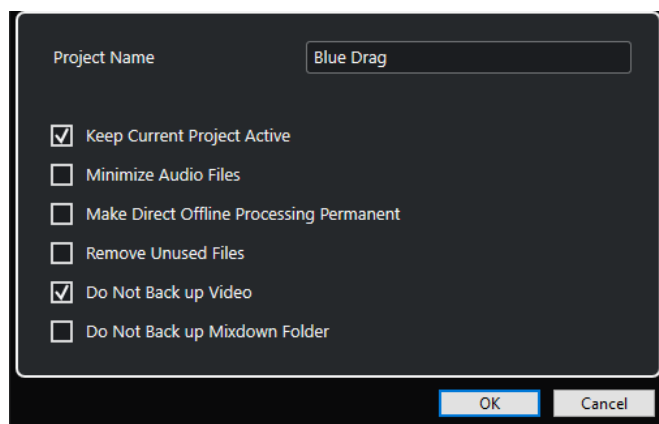 Project Name
Blue Drag
Keep Current Project Active
Minimize Audio Files
Make Direct Offline Processing Permanent
Remove Unused Files
Do Not Back up Video
Do Not Back up Mixdown Folder
OK
Cancel